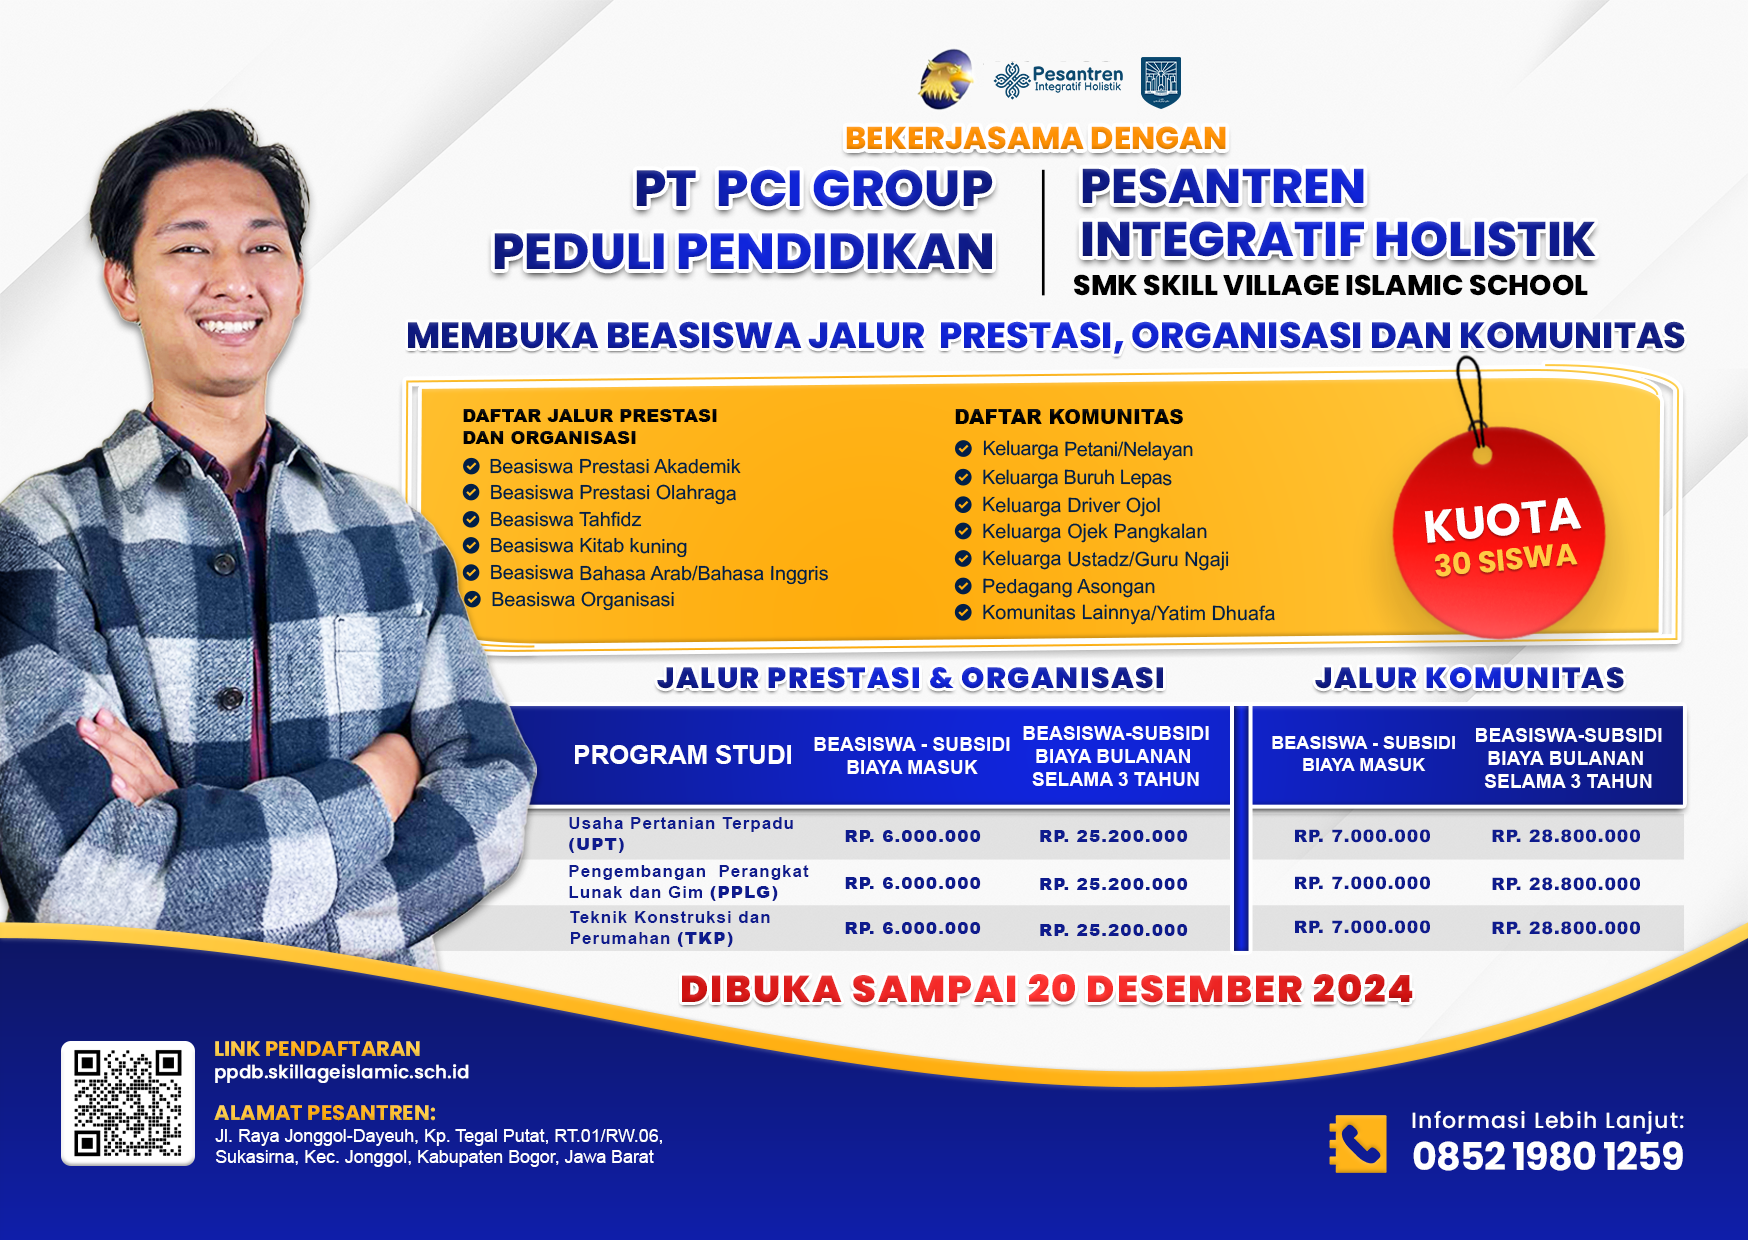 Pesantren
Integratif Holistik
BEKERJASAMA DENGAN
PT PCI GROUP
PEDULI PENDIDIKAN
PESANTREN
INTEGRATIF HOLISTIK
SMK SKILL VILLAGE ISLAMIC SCHOOL
MEMBUKA BEASISWA JALUR PRESTASI, ORGANISASI DAN KOMUNITAS
DAFTAR JALUR PRESTASI
DAN ORGANISASI
Beasiswa Prestasi Akademik
Beasiswa Prestasi Olahraga
Beasiswa Tahfidz
Beasiswa Kitab kuning
Beasiswa Bahasa Arab/Bahasa Inggris
Beasiswa Organisasi
DAFTAR KOMUNITAS
Keluarga Petani/Nelayan
Keluarga Buruh Lepas
Keluarga Driver Ojol
Keluarga Ojek Pangkalan
Keluarga Ustadz/Guru Ngaji
Pedagang Asongan
Komunitas Lainnya/Yatim Dhuafa
KUOTA
30 SISWA
JALUR PRESTASI & ORGANISASI
JALUR KOMUNITAS
PROGRAM STUDI
BEASISWA - SUBSIDI
BIAYA MASUK
BEASISWA-SUBSIDI
BIAYA BULANAN
SELAMA 3 TAHUN
BEASISWA - SUBSIDI
BIAYA MASUK
BEASISWA-SUBSIDI
BIAYA BULANAN
SELAMA 3 TAHUN
Usaha Pertanian Terpadu
(UPT)
RP. 6.000.000
RP. 25.200.000
RP. 7.000.000
RP. 28.800.000
Pengembangan Perangkat
Lunak dan Gim (PPLG)
RP. 6.000.000
RP. 25.200.000
RP. 7.000.000
RP. 28.800.000
Teknik Konstruksi dan
Perumahan (TKP)
RP. 6.000.000
RP. 25.200.000
RP. 7.000.000
RP. 28.800.000
DIBUKA SAMPAI 20 DESEMBER 2024
LINK PENDAFTARAN
ppdb.skillageislamic.sch.id
ALAMAT PESANTREN:
Jl. Raya Jonggol-Dayeuh, Kp. Tegal Putat, RT.01/RW.06,
Sukasirna, Kec. Jonggol, Kabupaten Bogor, Jawa Barat
Informasi Lebih Lanjut:
0852 1980 1259